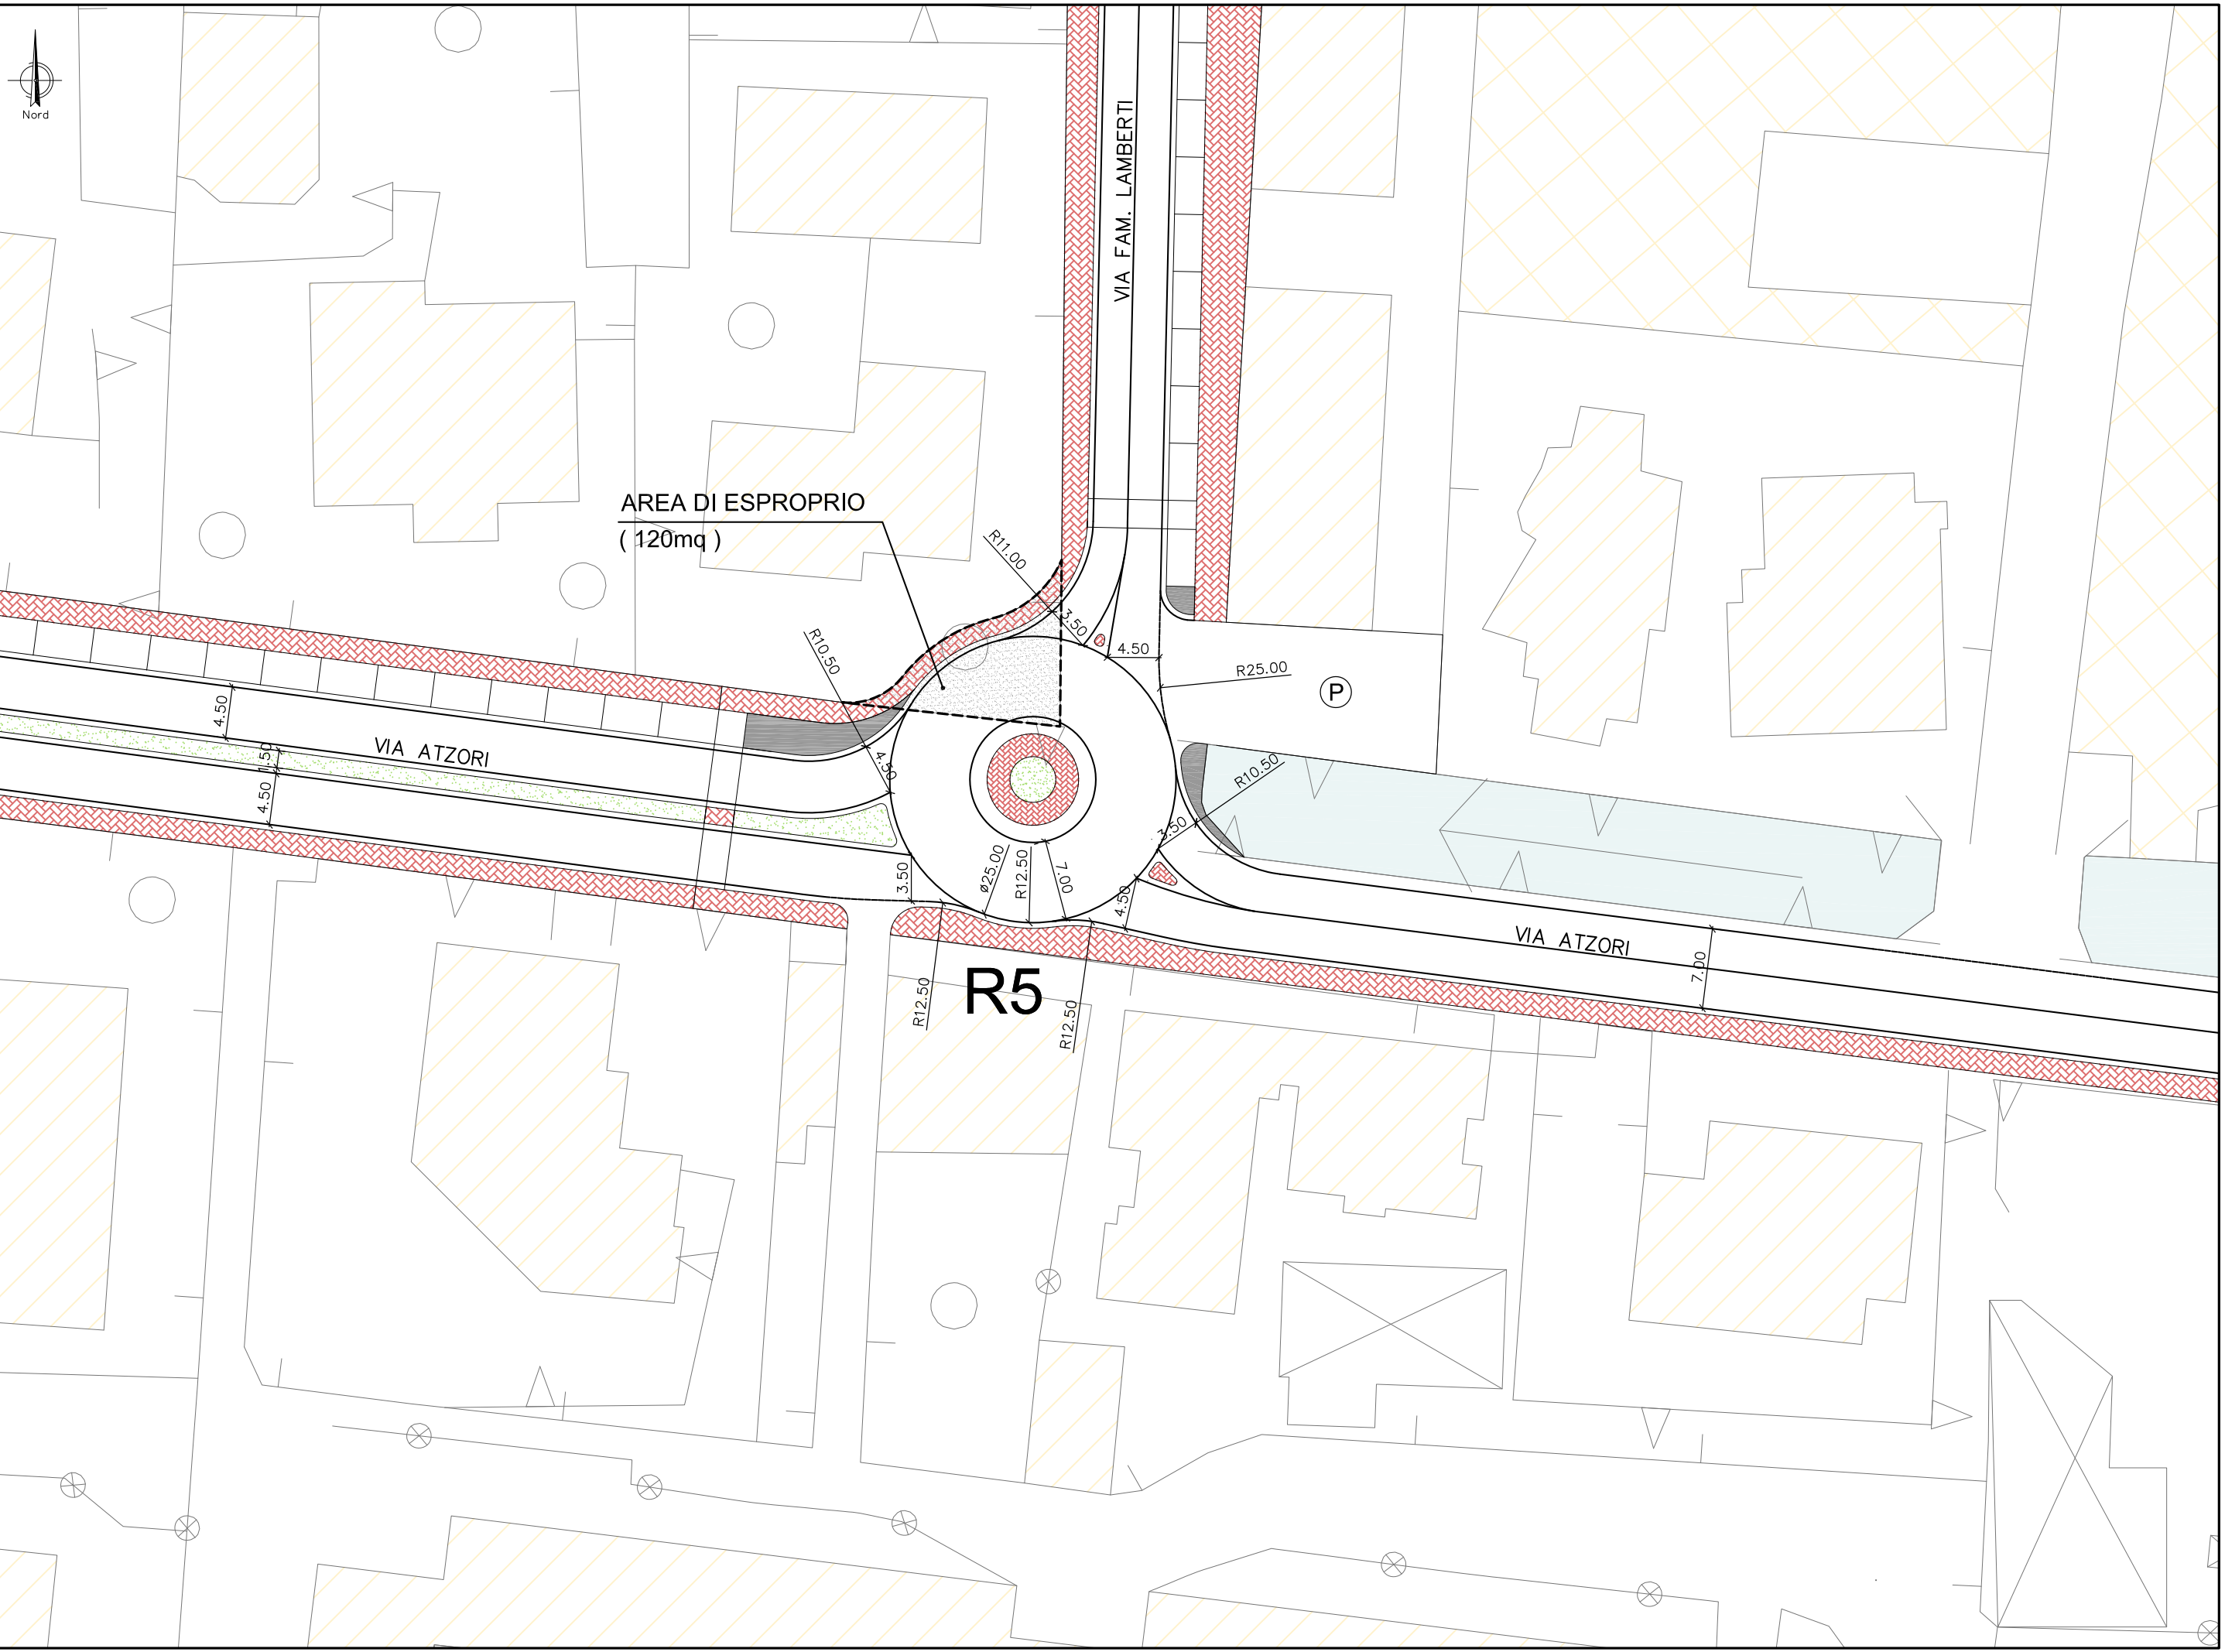 Nord
VIA FAM. LAMBERTI
AREA DI ESPROPRIO
( 120mq )
R11.00
3.50
4.50
R10.50
R25.00
P
4.50
1.50
4.50
VIA ATZORI
4.50
R10.50
3.50
3.50
ø25.00
R12.50
7.00
4.50
VIA ATZORI
7.00
R12.50
R5
R12.50